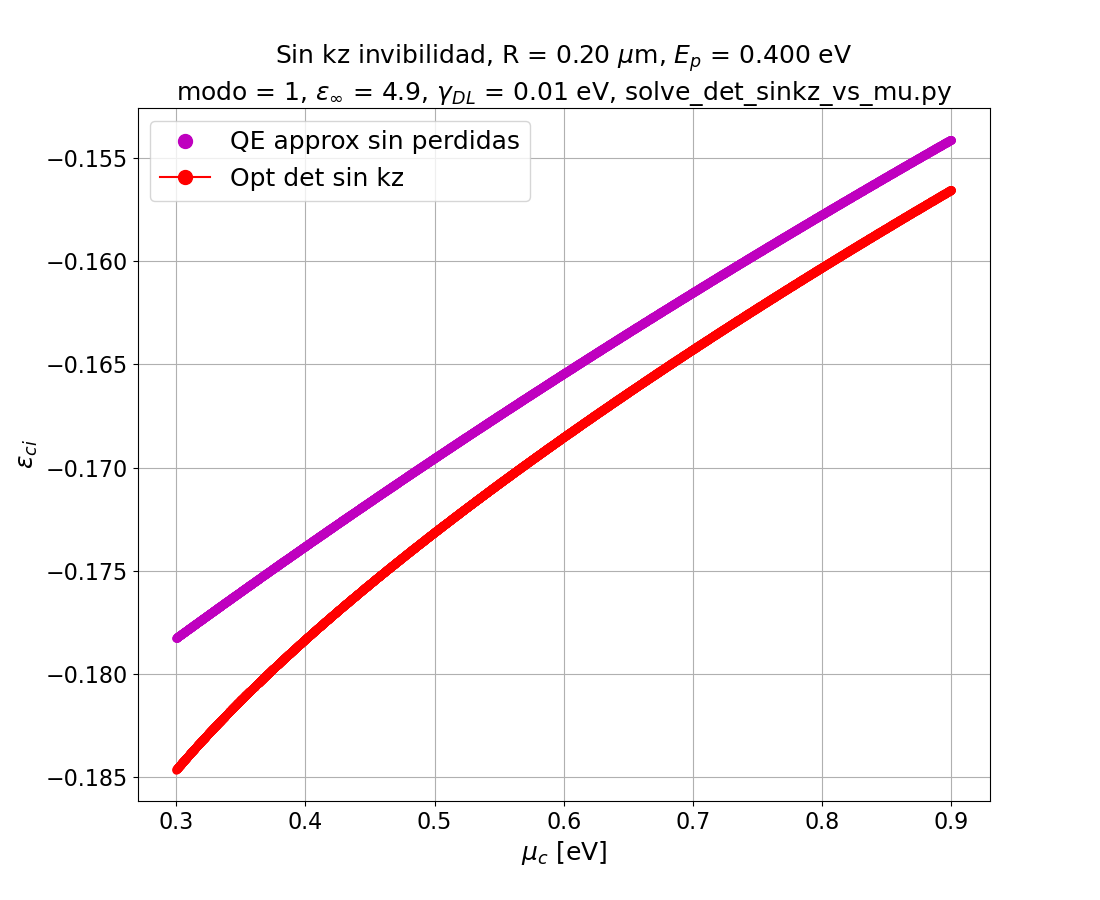 Sin kz invibilidad, R = 0.20 μm, E_p = 0.400 eV
modo = 1, ε_∞ = 4.9, γ_DL = 0.01 eV, solve_det_sinkz_vs_mu.py
QE approx sin perdidas
Opt det sin kz
−0.155
−0.160
−0.165
−0.170
−0.175
−0.180
−0.185
ε_ci
0.3 0.4 0.5 0.6 0.7 0.8 0.9
μ_c [eV]